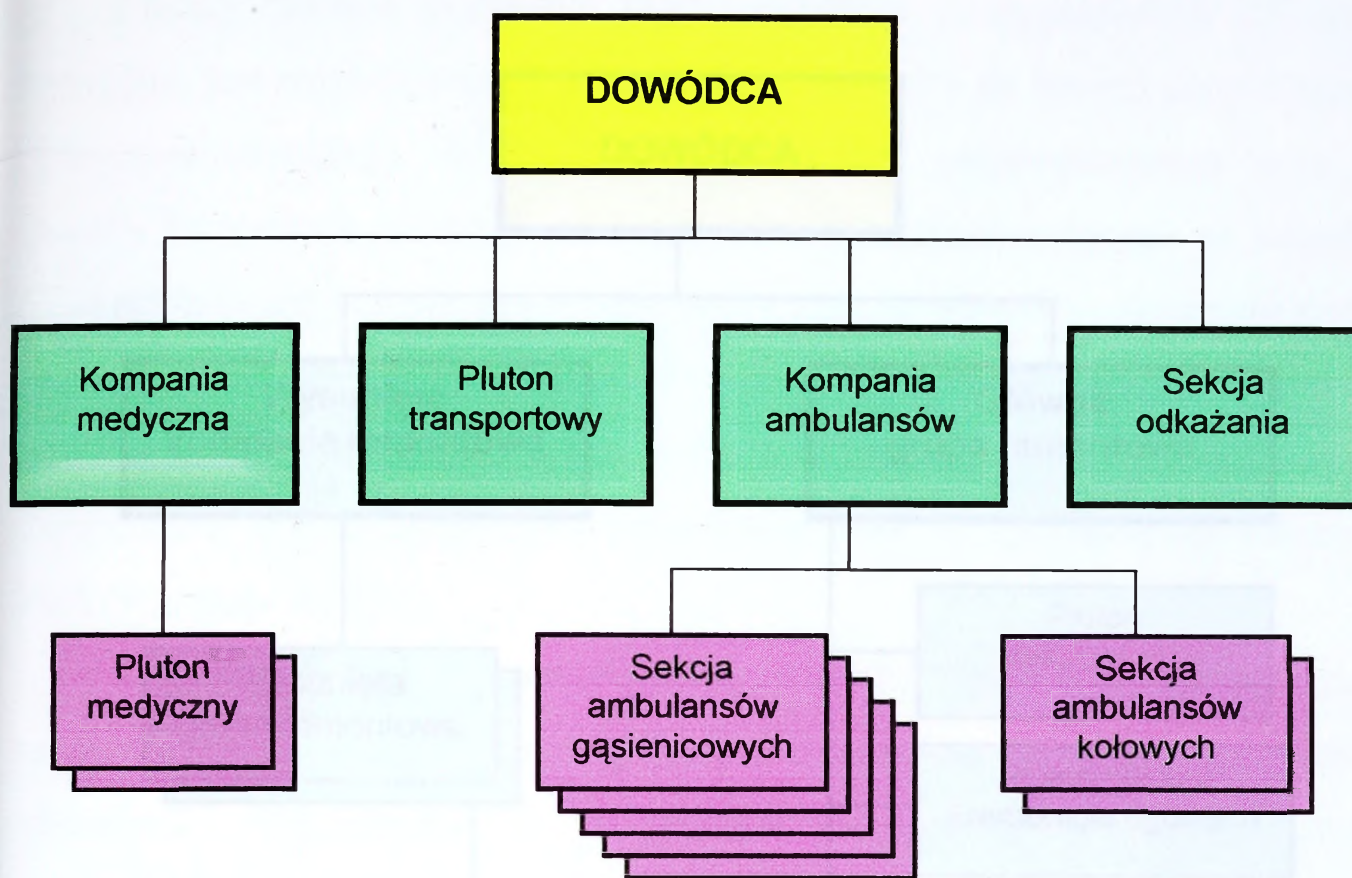 DOWÓDCA
Kompania
medyczna
Pluton
transportowy
Kompania
ambulansów
Sekcja
odkażania
Pluton
medyczny
Sekcja
ambulansów
gąsienicowych
Sekcja
ambulansów
kołowych